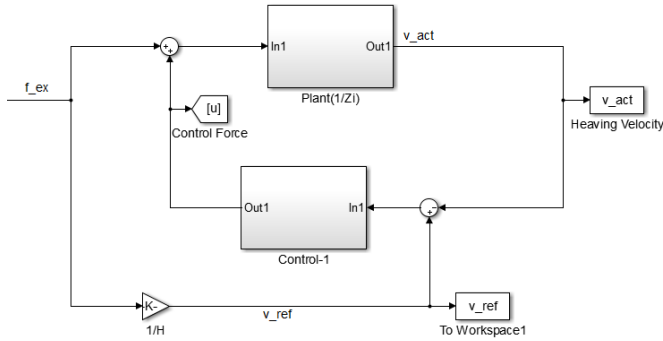 v_act
In1
Out1
Plant(1/Zi)
f_ex
[u]
Control Force
v_act
Heaving Velocity
Out1
In1
Control-1
K-
1/H
v_ref
v_ref
To Workspace1